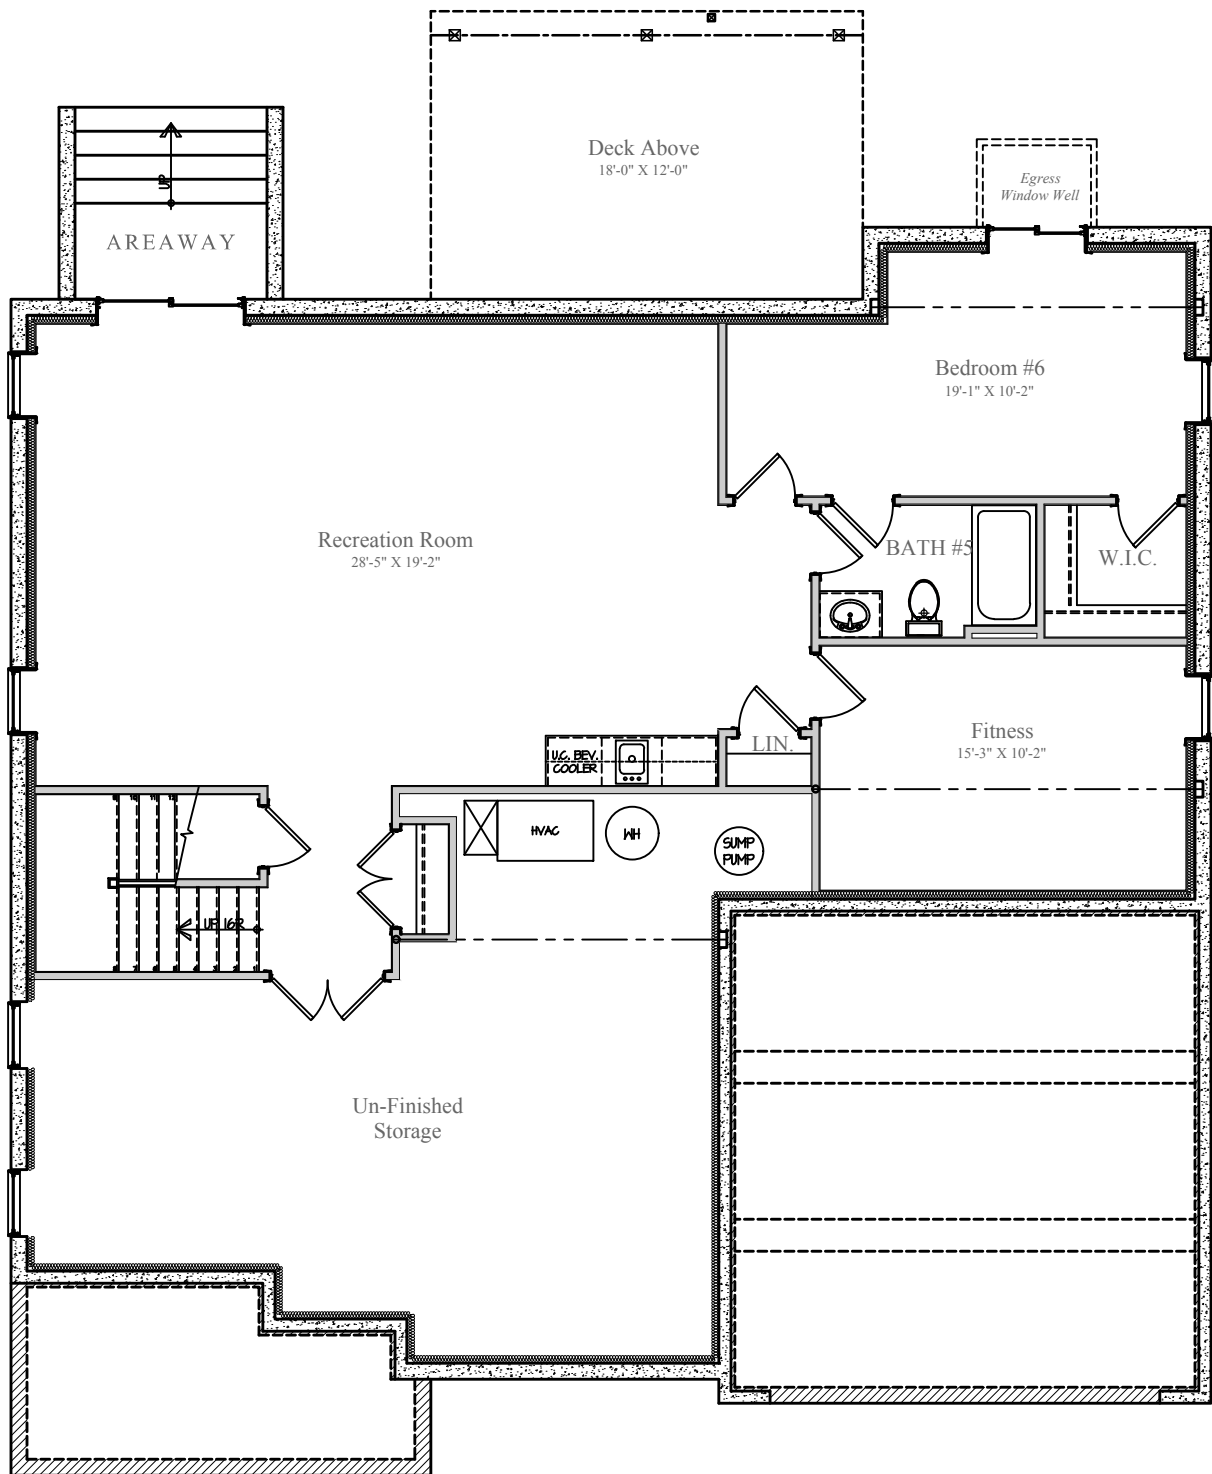 Deck Above
18'-0" X 12'-0"
Egress
Window Well
UP
AREAWAY
Bedroom #6
19'-1" X 10'-2"
Recreation Room
28'-5" X 19'-2"
BATH #5
W.I.C.
Fitness
15'-3" X 10'-2"
LIN.
U.C. BEV.
COOLER
HVAC
WH
SUMP
PUMP
UP 16R
Un-Finished
Storage